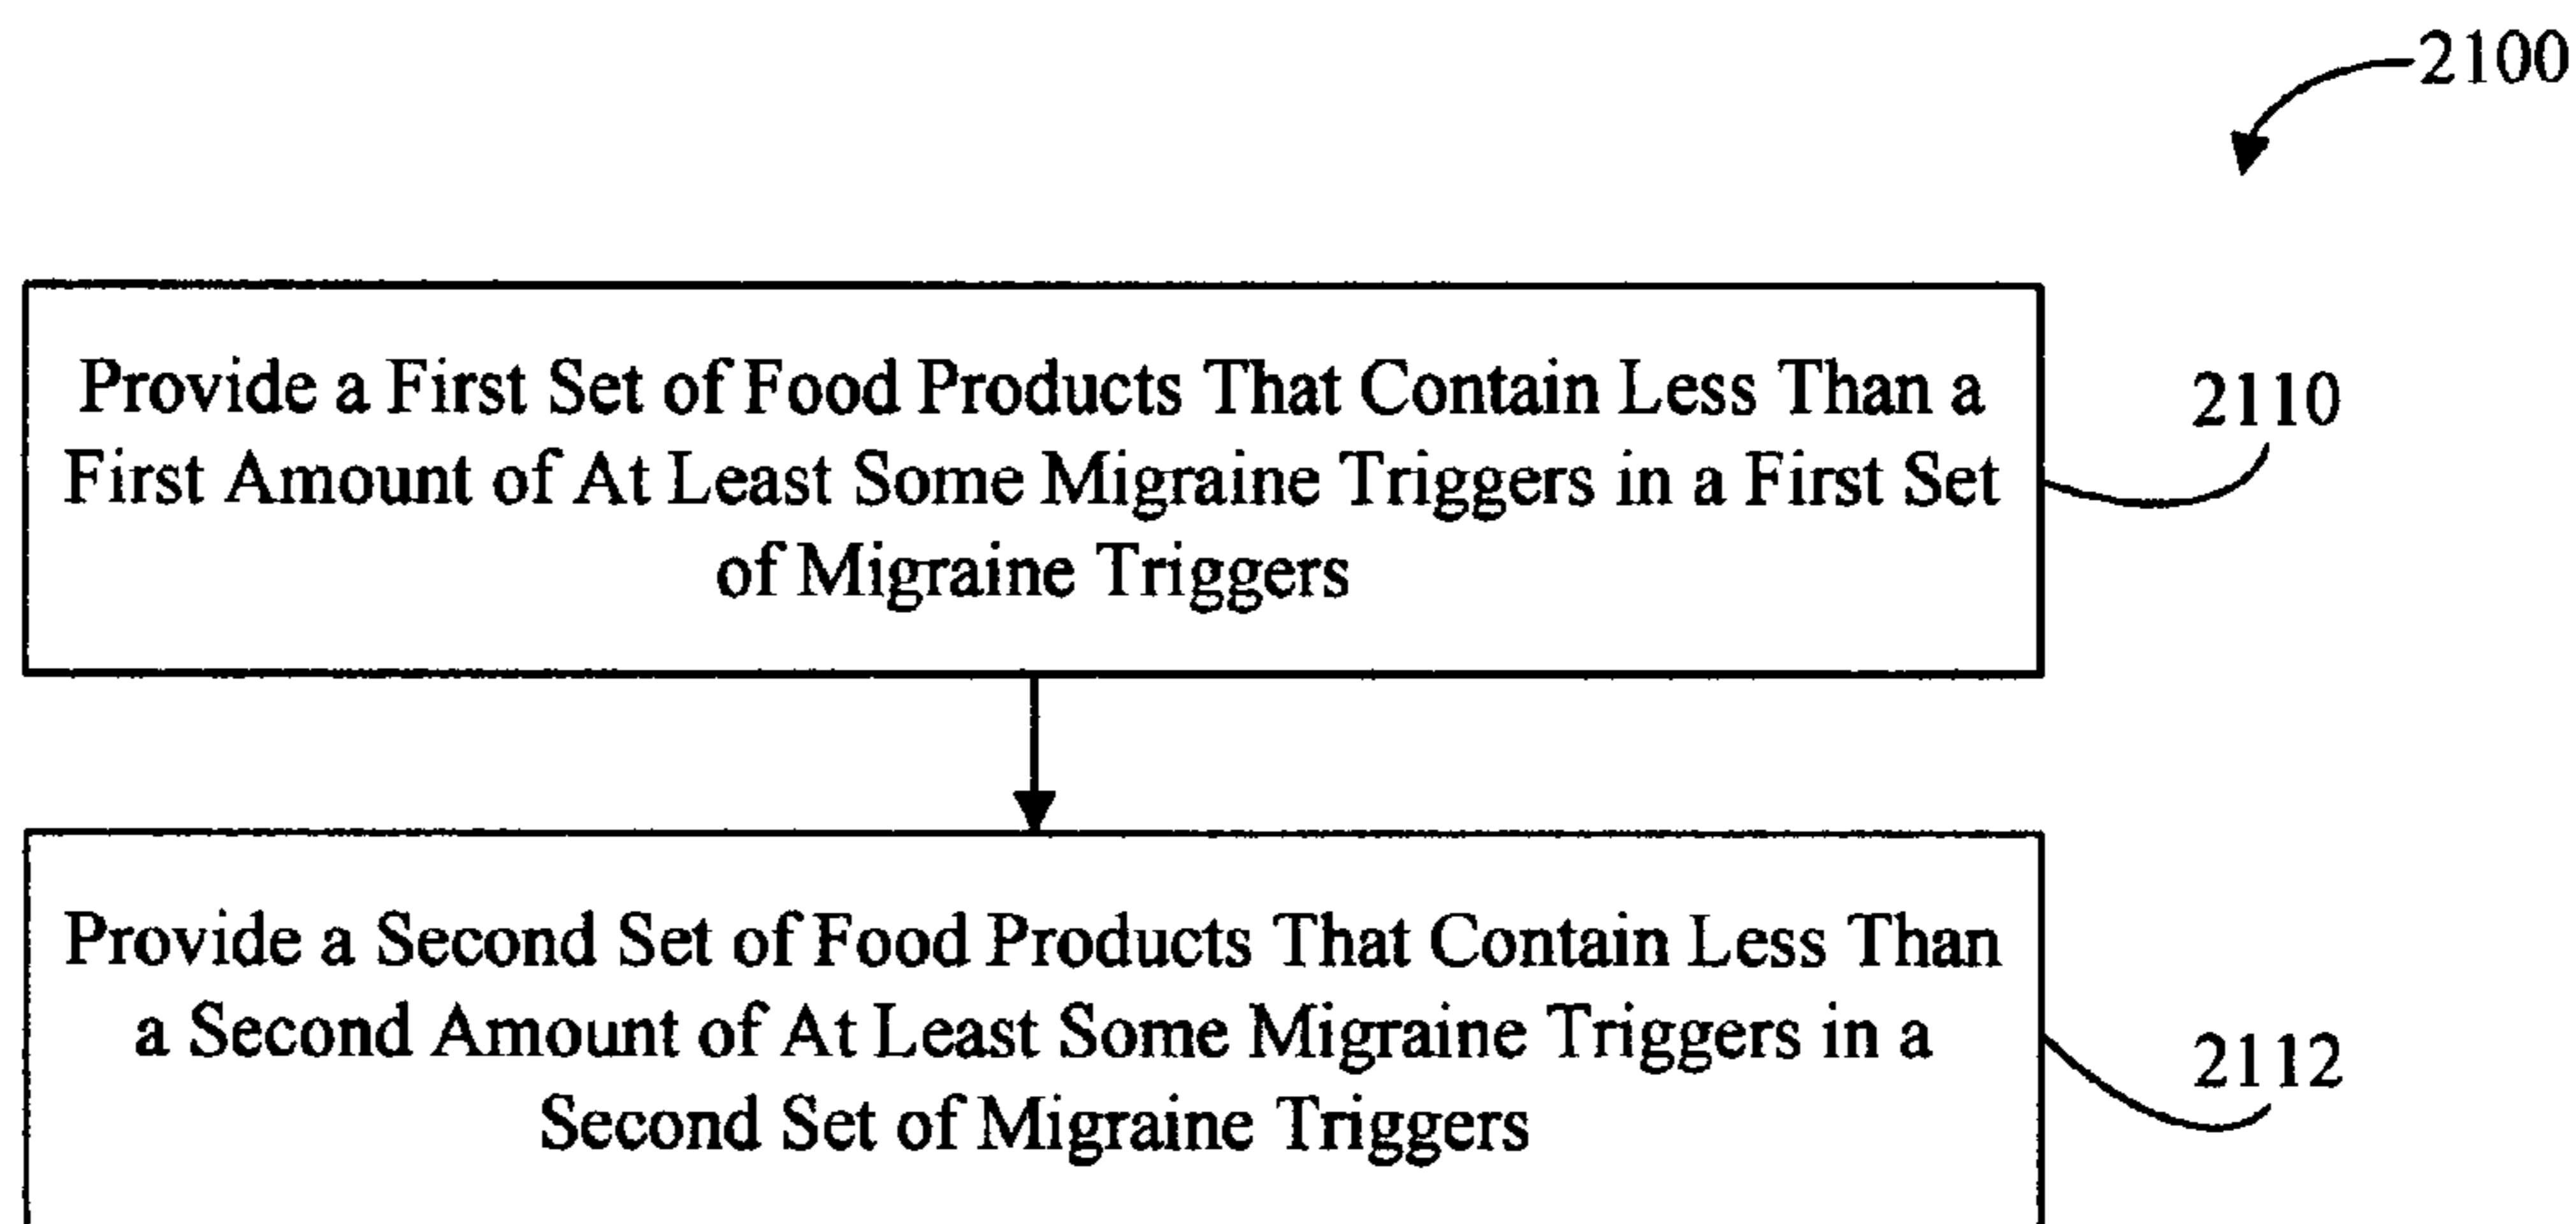 2100
Provide a First Set of Food Products That Contain Less Than a
First Amount of At Least Some Migraine Triggers in a First Set
of Migraine Triggers
2110
Provide a Second Set of Food Products That Contain Less Than
a Second Amount of At Least Some Migraine Triggers in a
Second Set of Migraine Triggers
2112